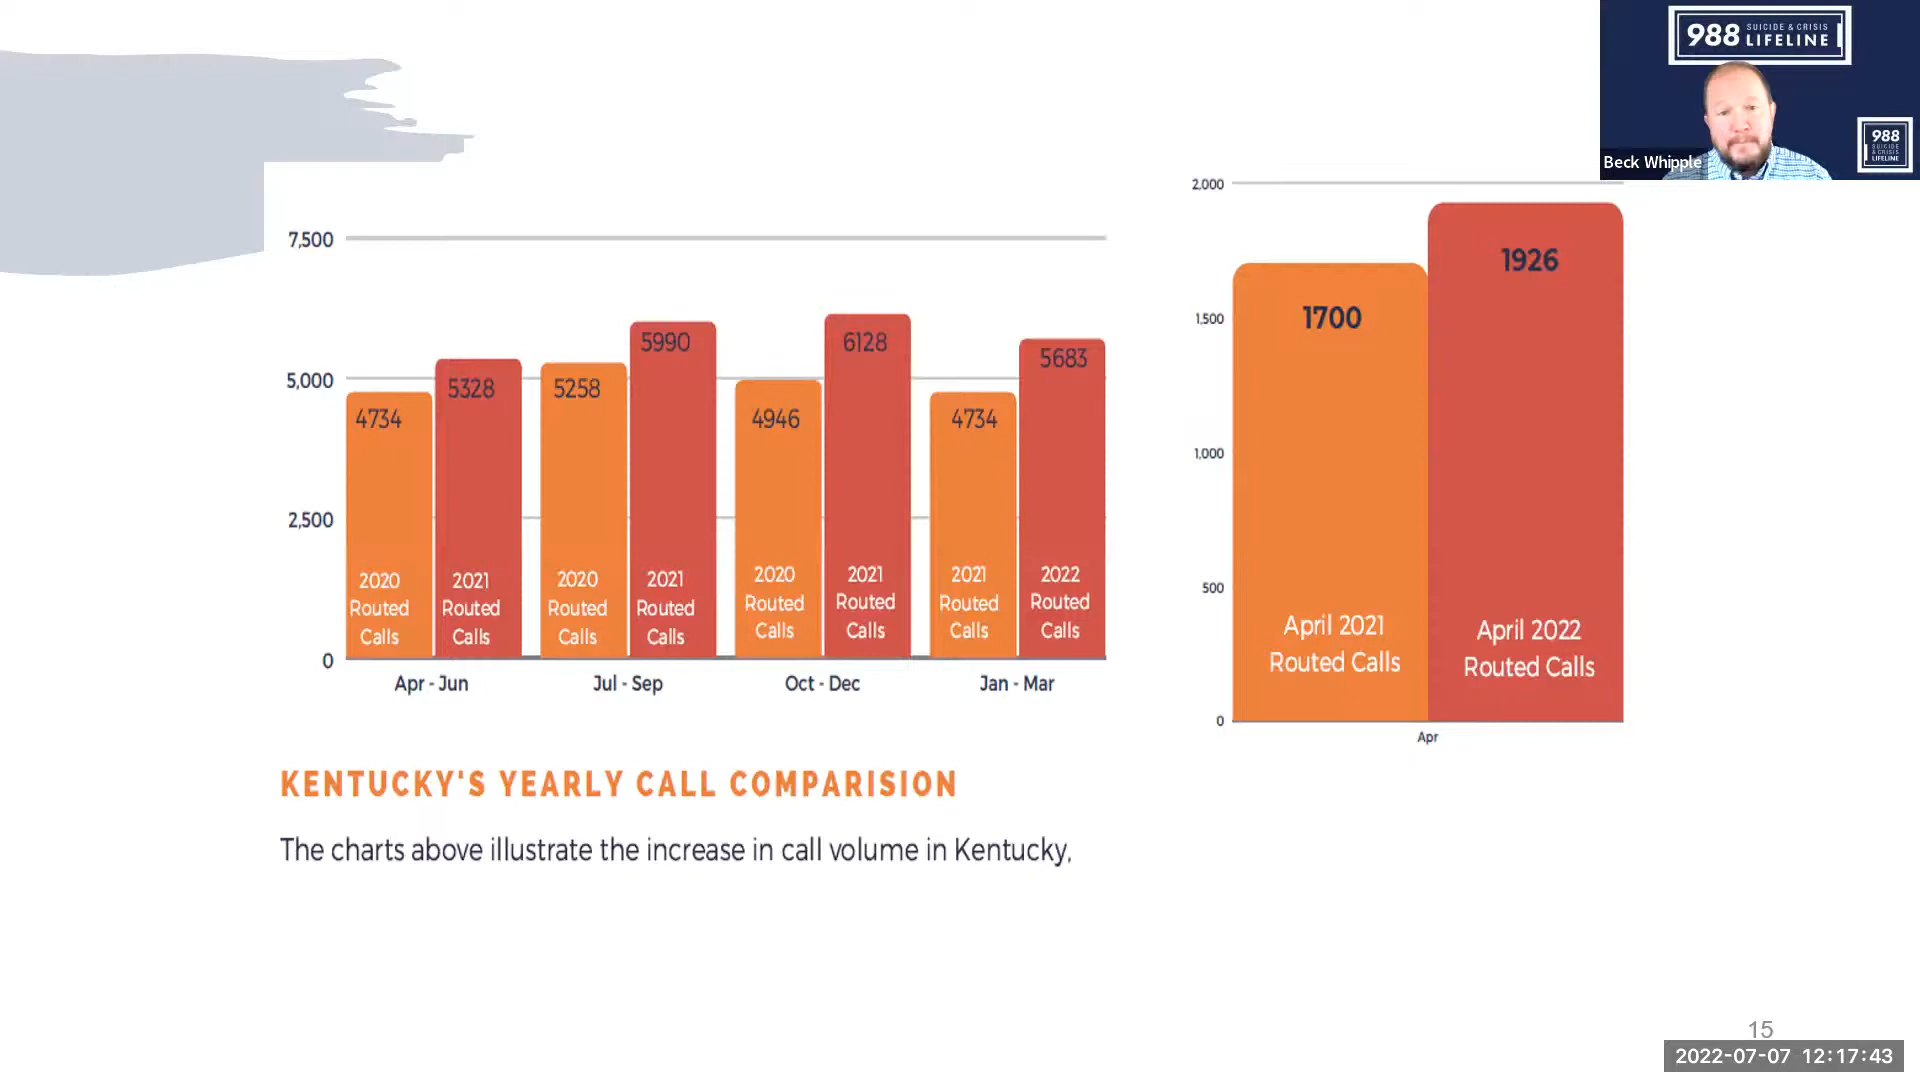 988 SUICIDE & CRISIS
LIFELINE
988
SUICIDE
& CRISIS
LIFELINE
Beck Whipple
7,500
5,000
2,500
0
4734
5328
5258
5990
4946
6128
4734
5683
2020
Routed
Calls
2021
Routed
Calls
2020
Routed
Calls
2021
Routed
Calls
2020
Routed
Calls
2021
Routed
Calls
2021
Routed
Calls
2022
Routed
Calls
Apr - Jun
Jul - Sep
Oct - Dec
Jan - Mar
2,000
1,500
1,000
500
0
1700
1926
April 2021
Routed Calls
April 2022
Routed Calls
Apr
KENTUCKY'S YEARLY CALL COMPARISION
The charts above illustrate the increase in call volume in Kentucky,
15
2022-07-07 12:17:43